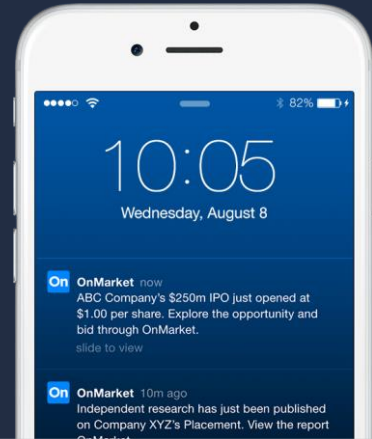 82%
10:05
Wednesday, August 8
On OnMarket now
ABC Company's $250m IPO just opened at
$1.00 per share. Explore the opportunity and
bid through OnMarket.
slide to view
On OnMarket 10m ago
Independent research has just been published
on Company XYZ's Placement. View the report
OnMarket